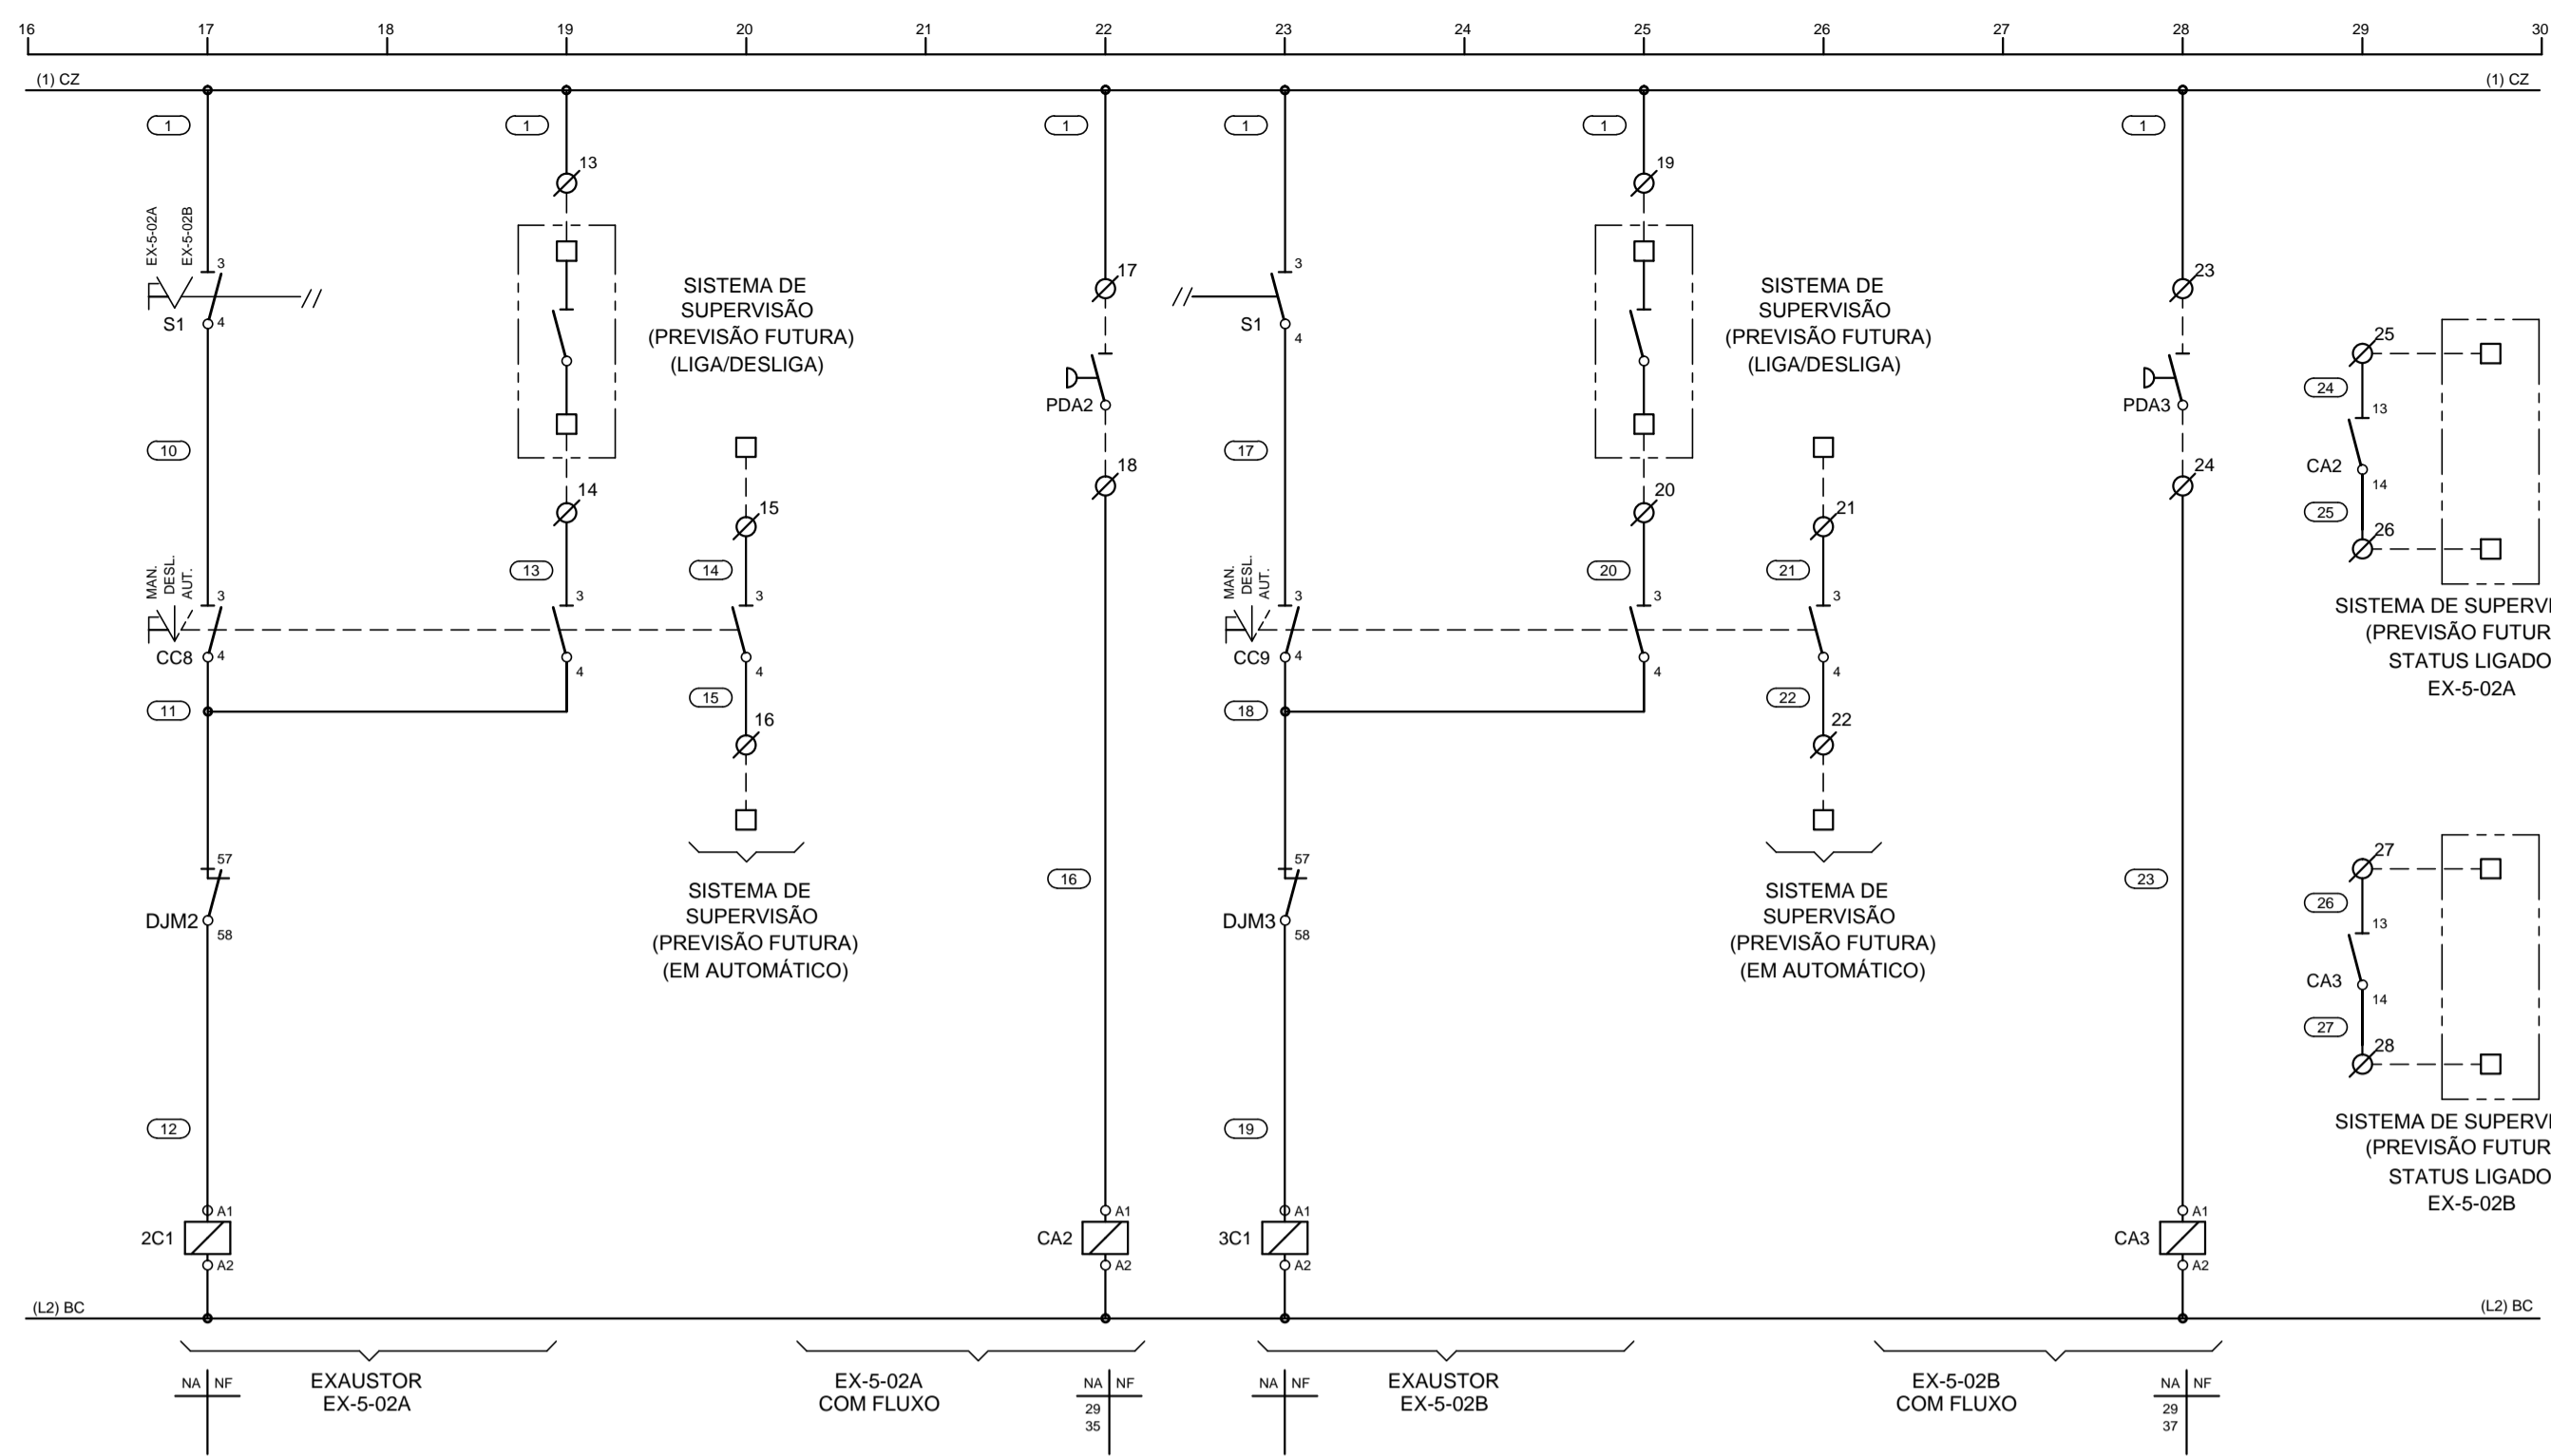 16 17 18 19 20 21 22 23 24 25 26 27 28 29 30
(1) CZ (1) CZ
1 1 1 1 1 1
13 19
EX-5-02A EX-5-02B
3
S1 4
SISTEMA DE
SUPERVISÃO
(PREVISÃO FUTURA)
(LIGA/DESLIGA)
17
PDA2
18
3
S1
4
SISTEMA DE
SUPERVISÃO
(PREVISÃO FUTURA)
(LIGA/DESLIGA)
23
PDA3
24
25
24
13
CA2
14
25
26
SISTEMA DE SUPERVI
(PREVISÃO FUTUR
STATUS LIGADO
EX-5-02A
10
14
15
17
20
21
MAN. DESL. AUT.
13
14
3 3 3
CC8 4
4 4
11
15
16
MAN. DESL. AUT.
20
21
3 3 3
CC9 4
4 4
18
22
22
57
DJM2
58
SISTEMA DE
SUPERVISÃO
(PREVISÃO FUTURA)
(EM AUTOMÁTICO)
16
57
DJM3
58
SISTEMA DE
SUPERVISÃO
(PREVISÃO FUTURA)
(EM AUTOMÁTICO)
23
27
26
13
CA3
14
27
28
SISTEMA DE SUPERVI
(PREVISÃO FUTUR
STATUS LIGADO
EX-5-02B
12
19
A1 A1 A1 A1
2C1 CA2 3C1 CA3
A2 A2 A2 A2
(L2) BC (L2) BC
NA NF
EXAUSTOR
EX-5-02A
EX-5-02A
COM FLUXO
NA NF
29
35
NA NF
EXAUSTOR
EX-5-02B
EX-5-02B
COM FLUXO
NA NF
29
37